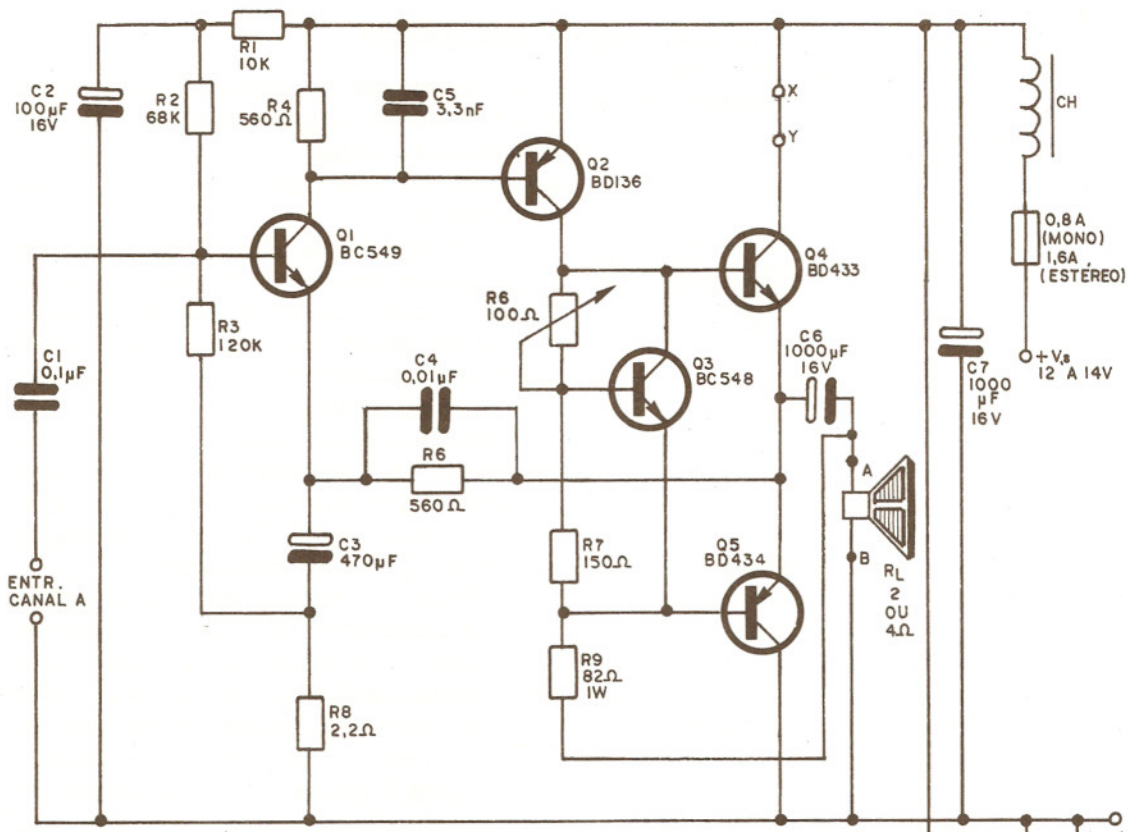 R1
10K
C2
100µF
16V
R2
68K
R4
560Ω
C5
3,3nF
X
Y
CH
Q2
BD136
Q1
BC549
Q4
BD433
0,8A
(MONO)
1,6A
(ESTÉREO)
R6
100Ω
R3
120K
C1
0,1µF
C4
0,01µF
Q3
BC548
C6
1000µF
16V
C7
1000
µF
16V
+V,B
12 A 14V
R6
560Ω
A
C3
470µF
R7
150Ω
Q5
BD434
B
RL
2
OU
4Ω
ENTR.
CANAL A
R9
82Ω
1W
R8
2,2Ω